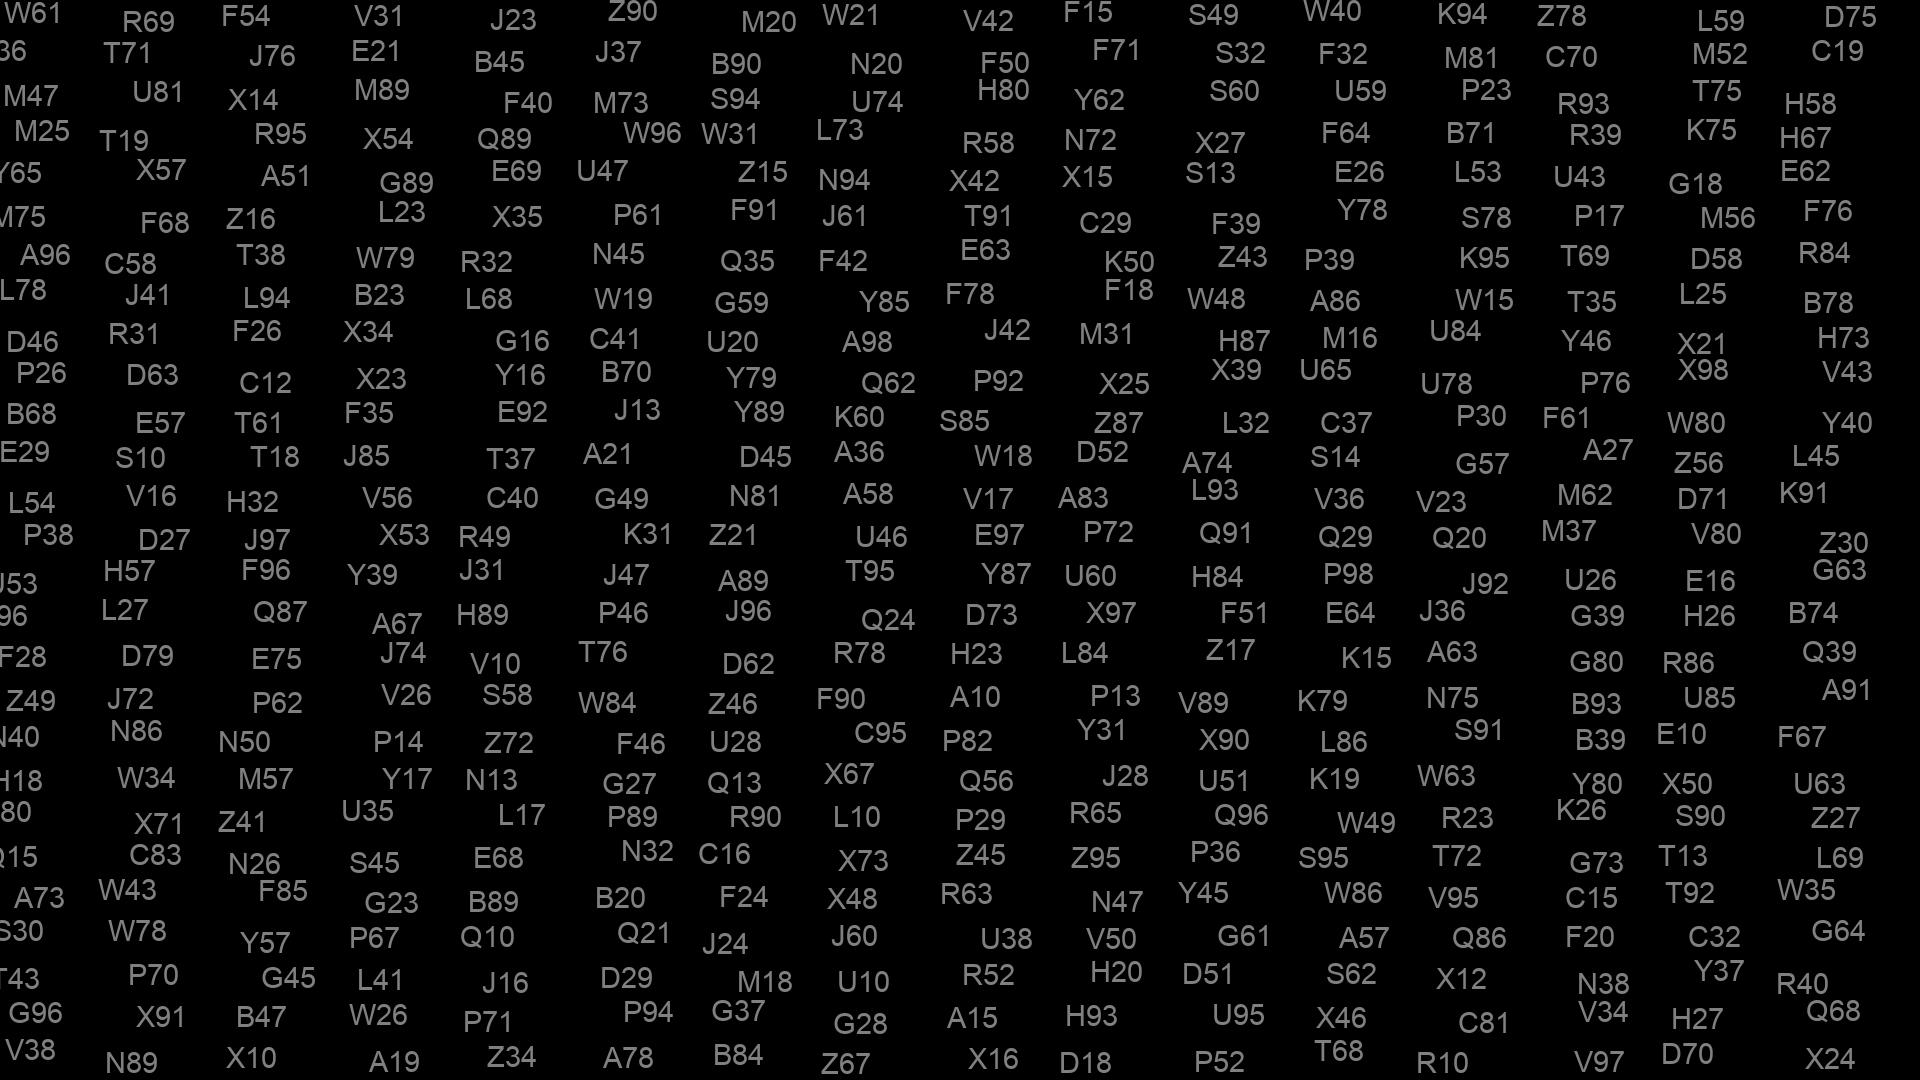 W61 R69 F54 V31 J23 Z90 M20 W21 V42 F15 S49 W40 K94 Z78 L59 D75
36 T71 J76 E21 B45 J37 B90 N20 F50 F71 S32 F32 M81 C70 M52 C19
M47 U81 X14 M89 F40 M73 S94 U74 H80 Y62 S60 U59 P23 R93 T75 H58
M25 T19 R95 X54 Q89 W96 W31 L73 R58 N72 X27 F64 B71 R39 K75 H67
Y65 X57 A51 G89 E69 U47 Z15 N94 X42 X15 S13 E26 L53 U43 G18 E62
M75 F68 Z16 L23 X35 P61 F91 J61 T91 C29 F39 Y78 S78 P17 M56 F76
A96 C58 T38 W79 R32 N45 Q35 F42 E63 K50 Z43 P39 K95 T69 D58 R84
L78 J41 L94 B23 L68 W19 G59 Y85 F78 F18 W48 A86 W15 T35 L25 B78
D46 R31 F26 X34 G16 C41 U20 A98 J42 M31 H87 M16 U84 Y46 X21 H73
P26 D63 C12 X23 Y16 B70 Y79 Q62 P92 X25 X39 U65 U78 P76 X98 V43
B68 E57 T61 F35 E92 J13 Y89 K60 S85 Z87 L32 C37 P30 F61 W80 Y40
E29 S10 T18 J85 T37 A21 D45 A36 W18 D52 A74 S14 G57 A27 Z56 L45
L54 V16 H32 V56 C40 G49 N81 A58 V17 A83 L93 V36 V23 M62 D71 K91
P38 D27 J97 X53 R49 K31 Z21 U46 E97 P72 Q91 Q29 Q20 M37 V80 Z30
53 H57 F96 Y39 J31 J47 A89 T95 Y87 U60 H84 P98 J92 U26 E16 G63
96 L27 Q87 A67 H89 P46 J96 Q24 D73 X97 F51 E64 J36 G39 H26 B74
F28 D79 E75 J74 V10 T76 D62 R78 H23 L84 Z17 K15 A63 G80 R86 Q39
Z49 J72 P62 V26 S58 W84 Z46 F90 A10 P13 V89 K79 N75 B93 U85 A91
N40 N86 N50 P14 Z72 F46 U28 C95 P82 Y31 X90 L86 S91 B39 E10 F67
H18 W34 M57 Y17 N13 G27 Q13 X67 Q56 J28 U51 K19 W63 Y80 X50 U63
80 X71 Z41 U35 L17 P89 R90 L10 P29 R65 Q96 W49 R23 K26 S90 Z27
Q15 C83 N26 S45 E68 N32 C16 X73 Z45 Z95 P36 S95 T72 G73 T13 L69
A73 W43 F85 G23 B89 B20 F24 X48 R63 N47 Y45 W86 V95 C15 T92 W35
S30 W78 Y57 P67 Q10 Q21 J24 J60 U38 V50 G61 A57 Q86 F20 C32 G64
T43 P70 G45 L41 J16 D29 M18 U10 R52 H20 D51 S62 X12 N38 Y37 R40
G96 X91 B47 W26 P71 P94 G37 G28 A15 H93 U95 X46 C81 V34 H27 Q68
V38 N89 X10 A19 Z34 A78 B84 Z67 X16 D18 P52 T68 R10 V97 D70 X24